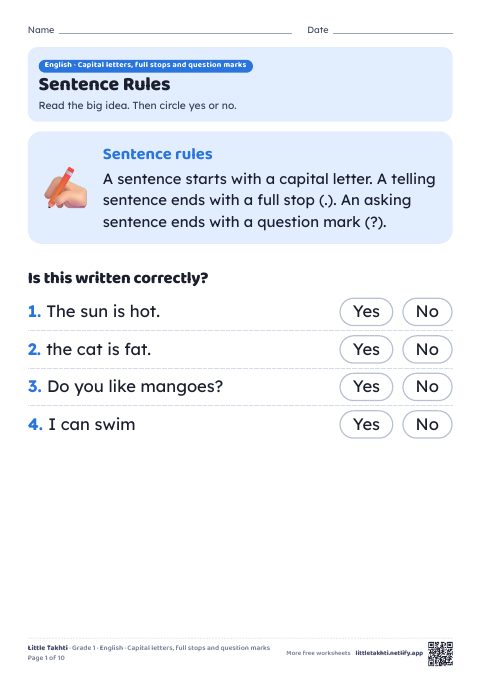 Name Date
English · Capital letters, full stops and question marks
Sentence Rules
Read the big idea. Then circle yes or no.
Sentence rules
A sentence starts with a capital letter. A telling
sentence ends with a full stop (.). An asking
sentence ends with a question mark (?).
Is this written correctly?
1. The sun is hot. Yes No
2. the cat is fat. Yes No
3. Do you like mangoes? Yes No
4. I can swim Yes No
Little Takhti · Grade 1 · English · Capital letters, full stops and question marks
Page 1 of 10
More free worksheets · littletakhti.netlify.app